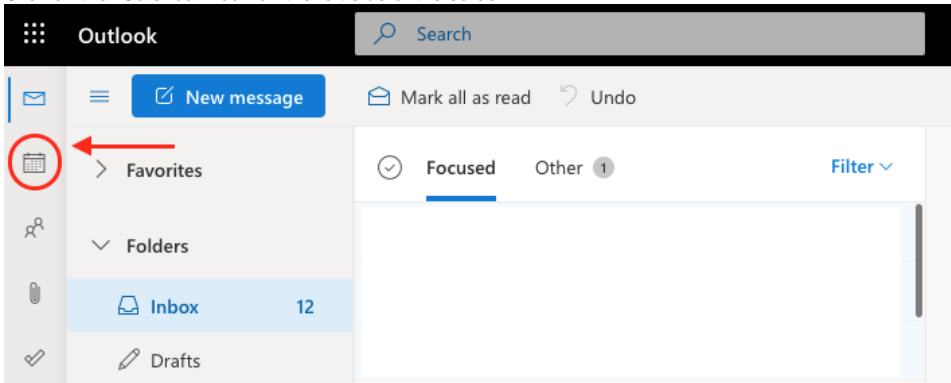 Outlook
Search
New message
Mark all as read
Undo
Favorites
Focused
Other 1
Filter
Folders
Inbox 12
Drafts